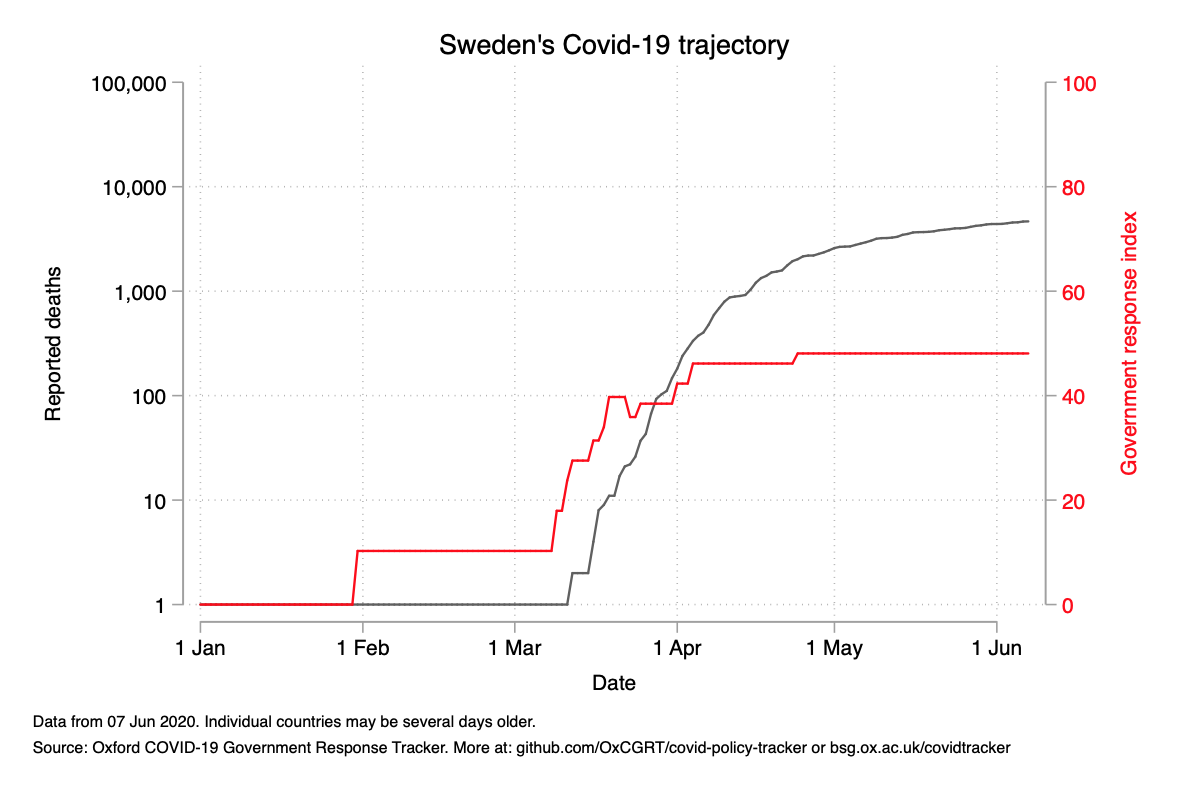 Sweden's Covid-19 trajectory
100,000
10,000
1,000
100
10
1
Reported deaths
100
80
60
40
20
0
Government response index
1 Jan 1 Feb 1 Mar 1 Apr 1 May 1 Jun
Date
Data from 07 Jun 2020. Individual countries may be several days older.
Source: Oxford COVID-19 Government Response Tracker. More at: github.com/OxCGRT/covid-policy-tracker or bsg.ox.ac.uk/covidtracker